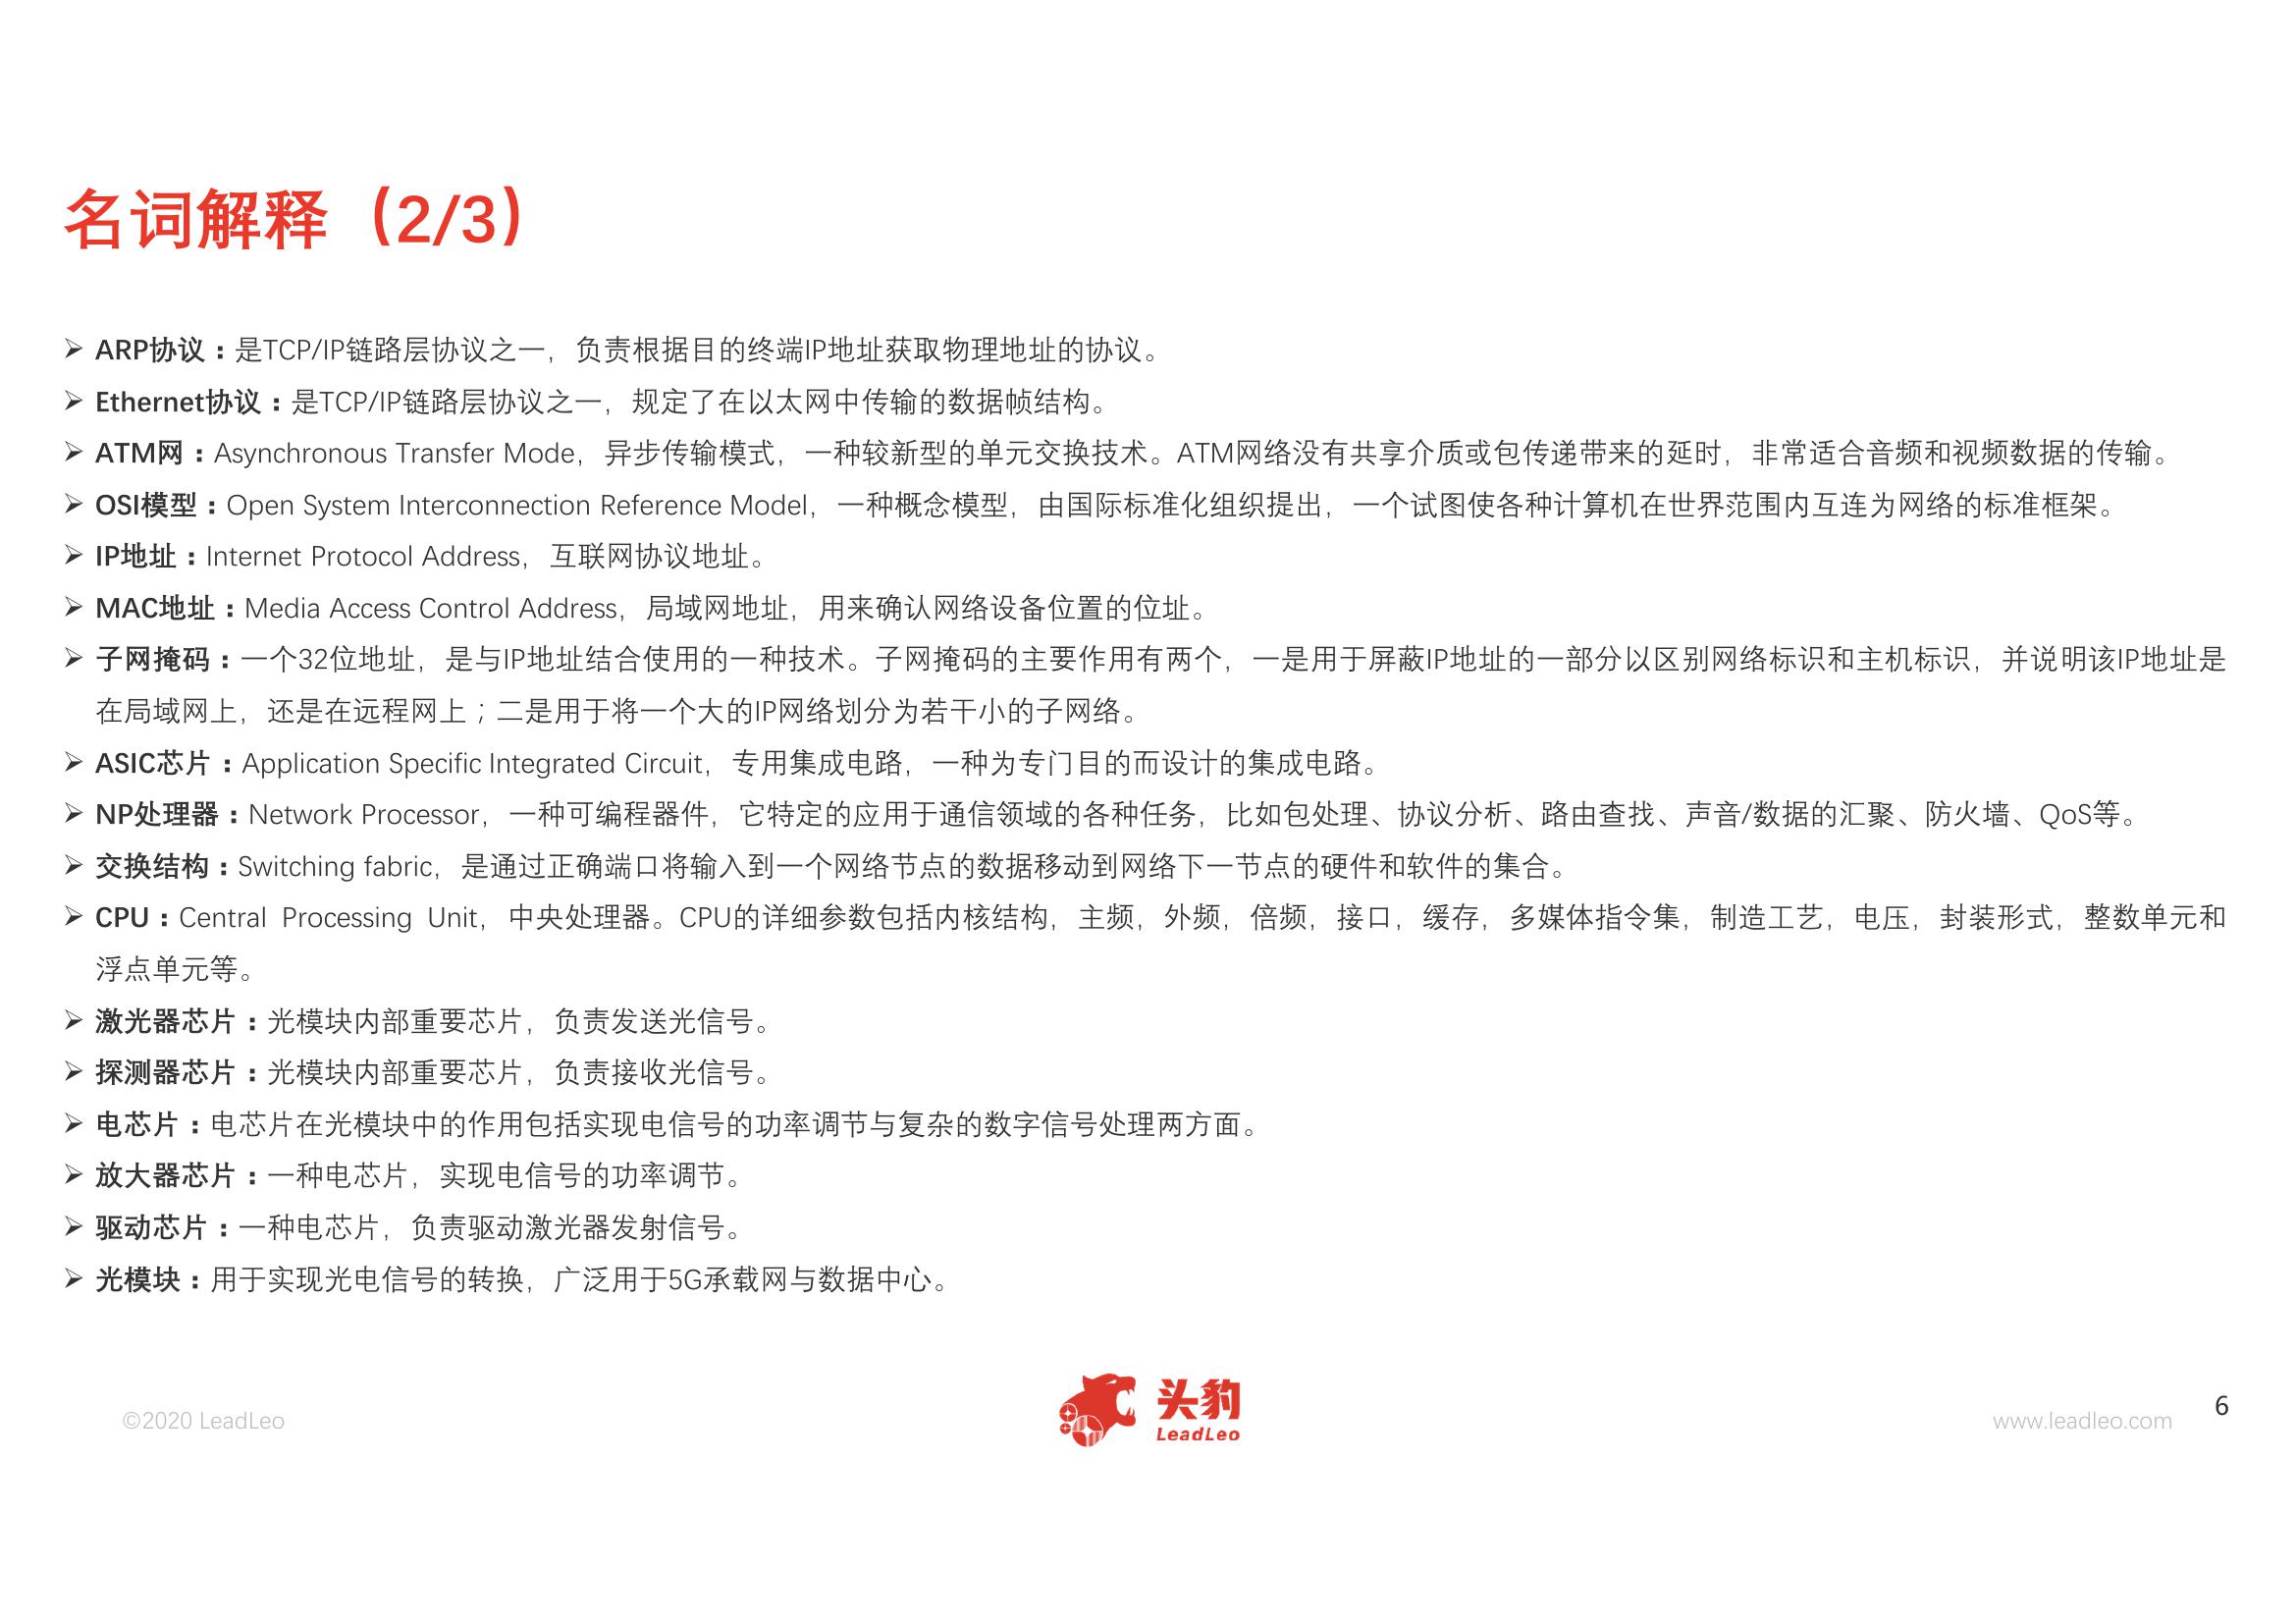 名词解释（2/3）
➢ ARP协议：是TCP/IP链路层协议之一，负责根据目的终端IP地址获取物理地址的协议。
➢ Ethernet协议：是TCP/IP链路层协议之一，规定了在以太网中传输的数据帧结构。
➢ ATM网：Asynchronous Transfer Mode，异步传输模式，一种较新型的单元交换技术。ATM网络没有共享介质或包传递带来的延时，非常适合音频和视频数据的传输。
➢ OSI模型：Open System Interconnection Reference Model，一种概念模型，由国际标准化组织提出，一个试图使各种计算机在世界范围内互连为网络的标准框架。
➢ IP地址：Internet Protocol Address，互联网协议地址。
➢ MAC地址：Media Access Control Address，局域网地址，用来确认网络设备位置的位址。
➢ 子网掩码：一个32位地址，是与IP地址结合使用的一种技术。子网掩码的主要作用有两个，一是用于屏蔽IP地址的一部分以区别网络标识和主机标识，并说明该IP地址是
在局域网上，还是在远程网上；二是用于将一个大的IP网络划分为若干小的子网络。
➢ ASIC芯片：Application Specific Integrated Circuit，专用集成电路，一种为专门目的而设计的集成电路。
➢ NP处理器：Network Processor，一种可编程器件，它特定的应用于通信领域的各种任务，比如包处理、协议分析、路由查找、声音/数据的汇聚、防火墙、QoS等。
➢ 交换结构：Switching fabric，是通过正确端口将输入到一个网络节点的数据移动到网络下一节点的硬件和软件的集合。
➢ CPU：Central Processing Unit，中央处理器。CPU的详细参数包括内核结构，主频，外频，倍频，接口，缓存，多媒体指令集，制造工艺，电压，封装形式，整数单元和
浮点单元等。
➢ 激光器芯片：光模块内部重要芯片，负责发送光信号。
➢ 探测器芯片：光模块内部重要芯片，负责接收光信号。
➢ 电芯片：电芯片在光模块中的作用包括实现电信号的功率调节与复杂的数字信号处理两方面。
➢ 放大器芯片：一种电芯片，实现电信号的功率调节。
➢ 驱动芯片：一种电芯片，负责驱动激光器发射信号。
➢ 光模块：用于实现光电信号的转换，广泛用于5G承载网与数据中心。
©2020 LeadLeo
头豹
LeadLeo
www.leadleo.com
6